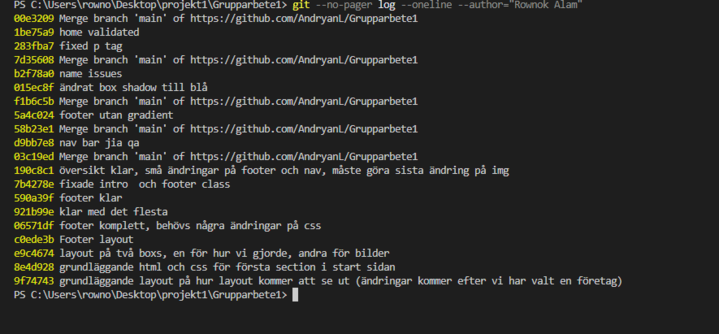 PS C:\Users\rowno\Desktop\projekt1\Grupparbete1> git --no-pager log --oneline --author="Rownok Alam"
00e3209 Merge branch 'main' of https://github.com/AndryanL/Grupparbete1
1be75a9 home validated
283fba7 fixed p tag
7d35608 Merge branch 'main' of https://github.com/AndryanL/Grupparbete1
b2f78a0 name issues
015ec8f ändrat box shadow till blå
f1b6c5b Merge branch 'main' of https://github.com/AndryanL/Grupparbete1
5a4c024 footer utan gradient
58b23e1 Merge branch 'main' of https://github.com/AndryanL/Grupparbete1
d9bb7e8 nav bar jia qa
03c19ed Merge branch 'main' of https://github.com/AndryanL/Grupparbete1
190c8c1 översikt klar, små ändringar på footer och nav, måste göra sista ändring på img
7b4278e fixade intro  och footer class
590a39f footer klar
921b99e klar med det flesta
06571df footer komplett, behövs några ändringar på css
c0ede3b Footer layout
e9c4674 layout på två boxs, en för hur vi gjorde, andra för bilder
8e4d928 grundläggande html och css för första section i start sidan
9f74743 grundläggande layout på hur layout kommer att se ut (ändringar kommer efter vi har valt en företag)
PS C:\Users\rowno\Desktop\projekt1\Grupparbete1>